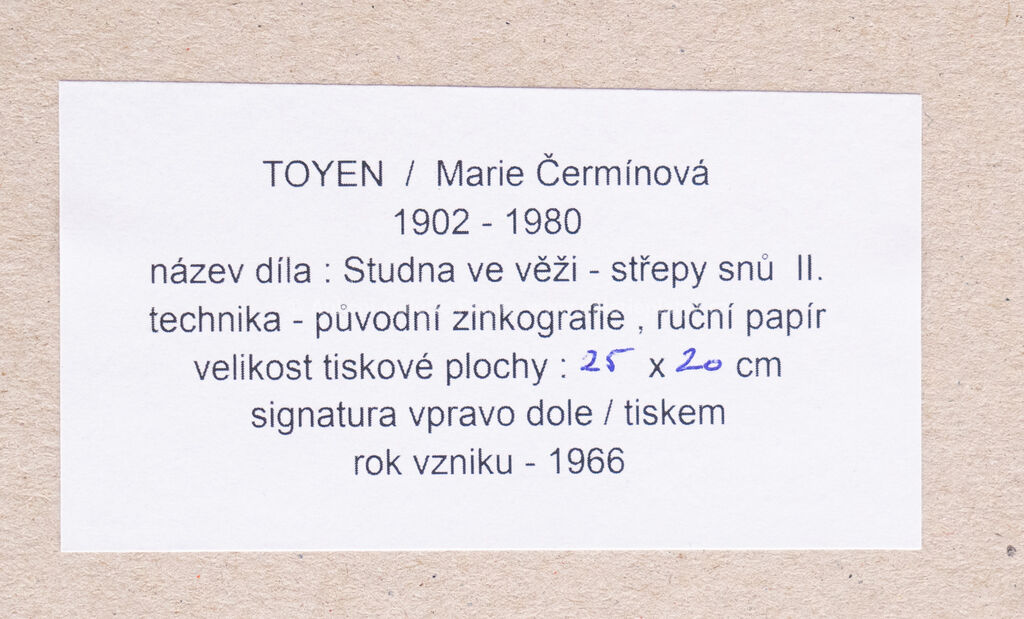 TOYEN / Marie Čermínová
1902 - 1980
název díla : Studna ve věži - střepy snů II.
technika - původní zinkografie , ruční papír
velikost tiskové plochy : 25 x 20 cm
signatura vpravo dole / tiskem
rok vzniku - 1966